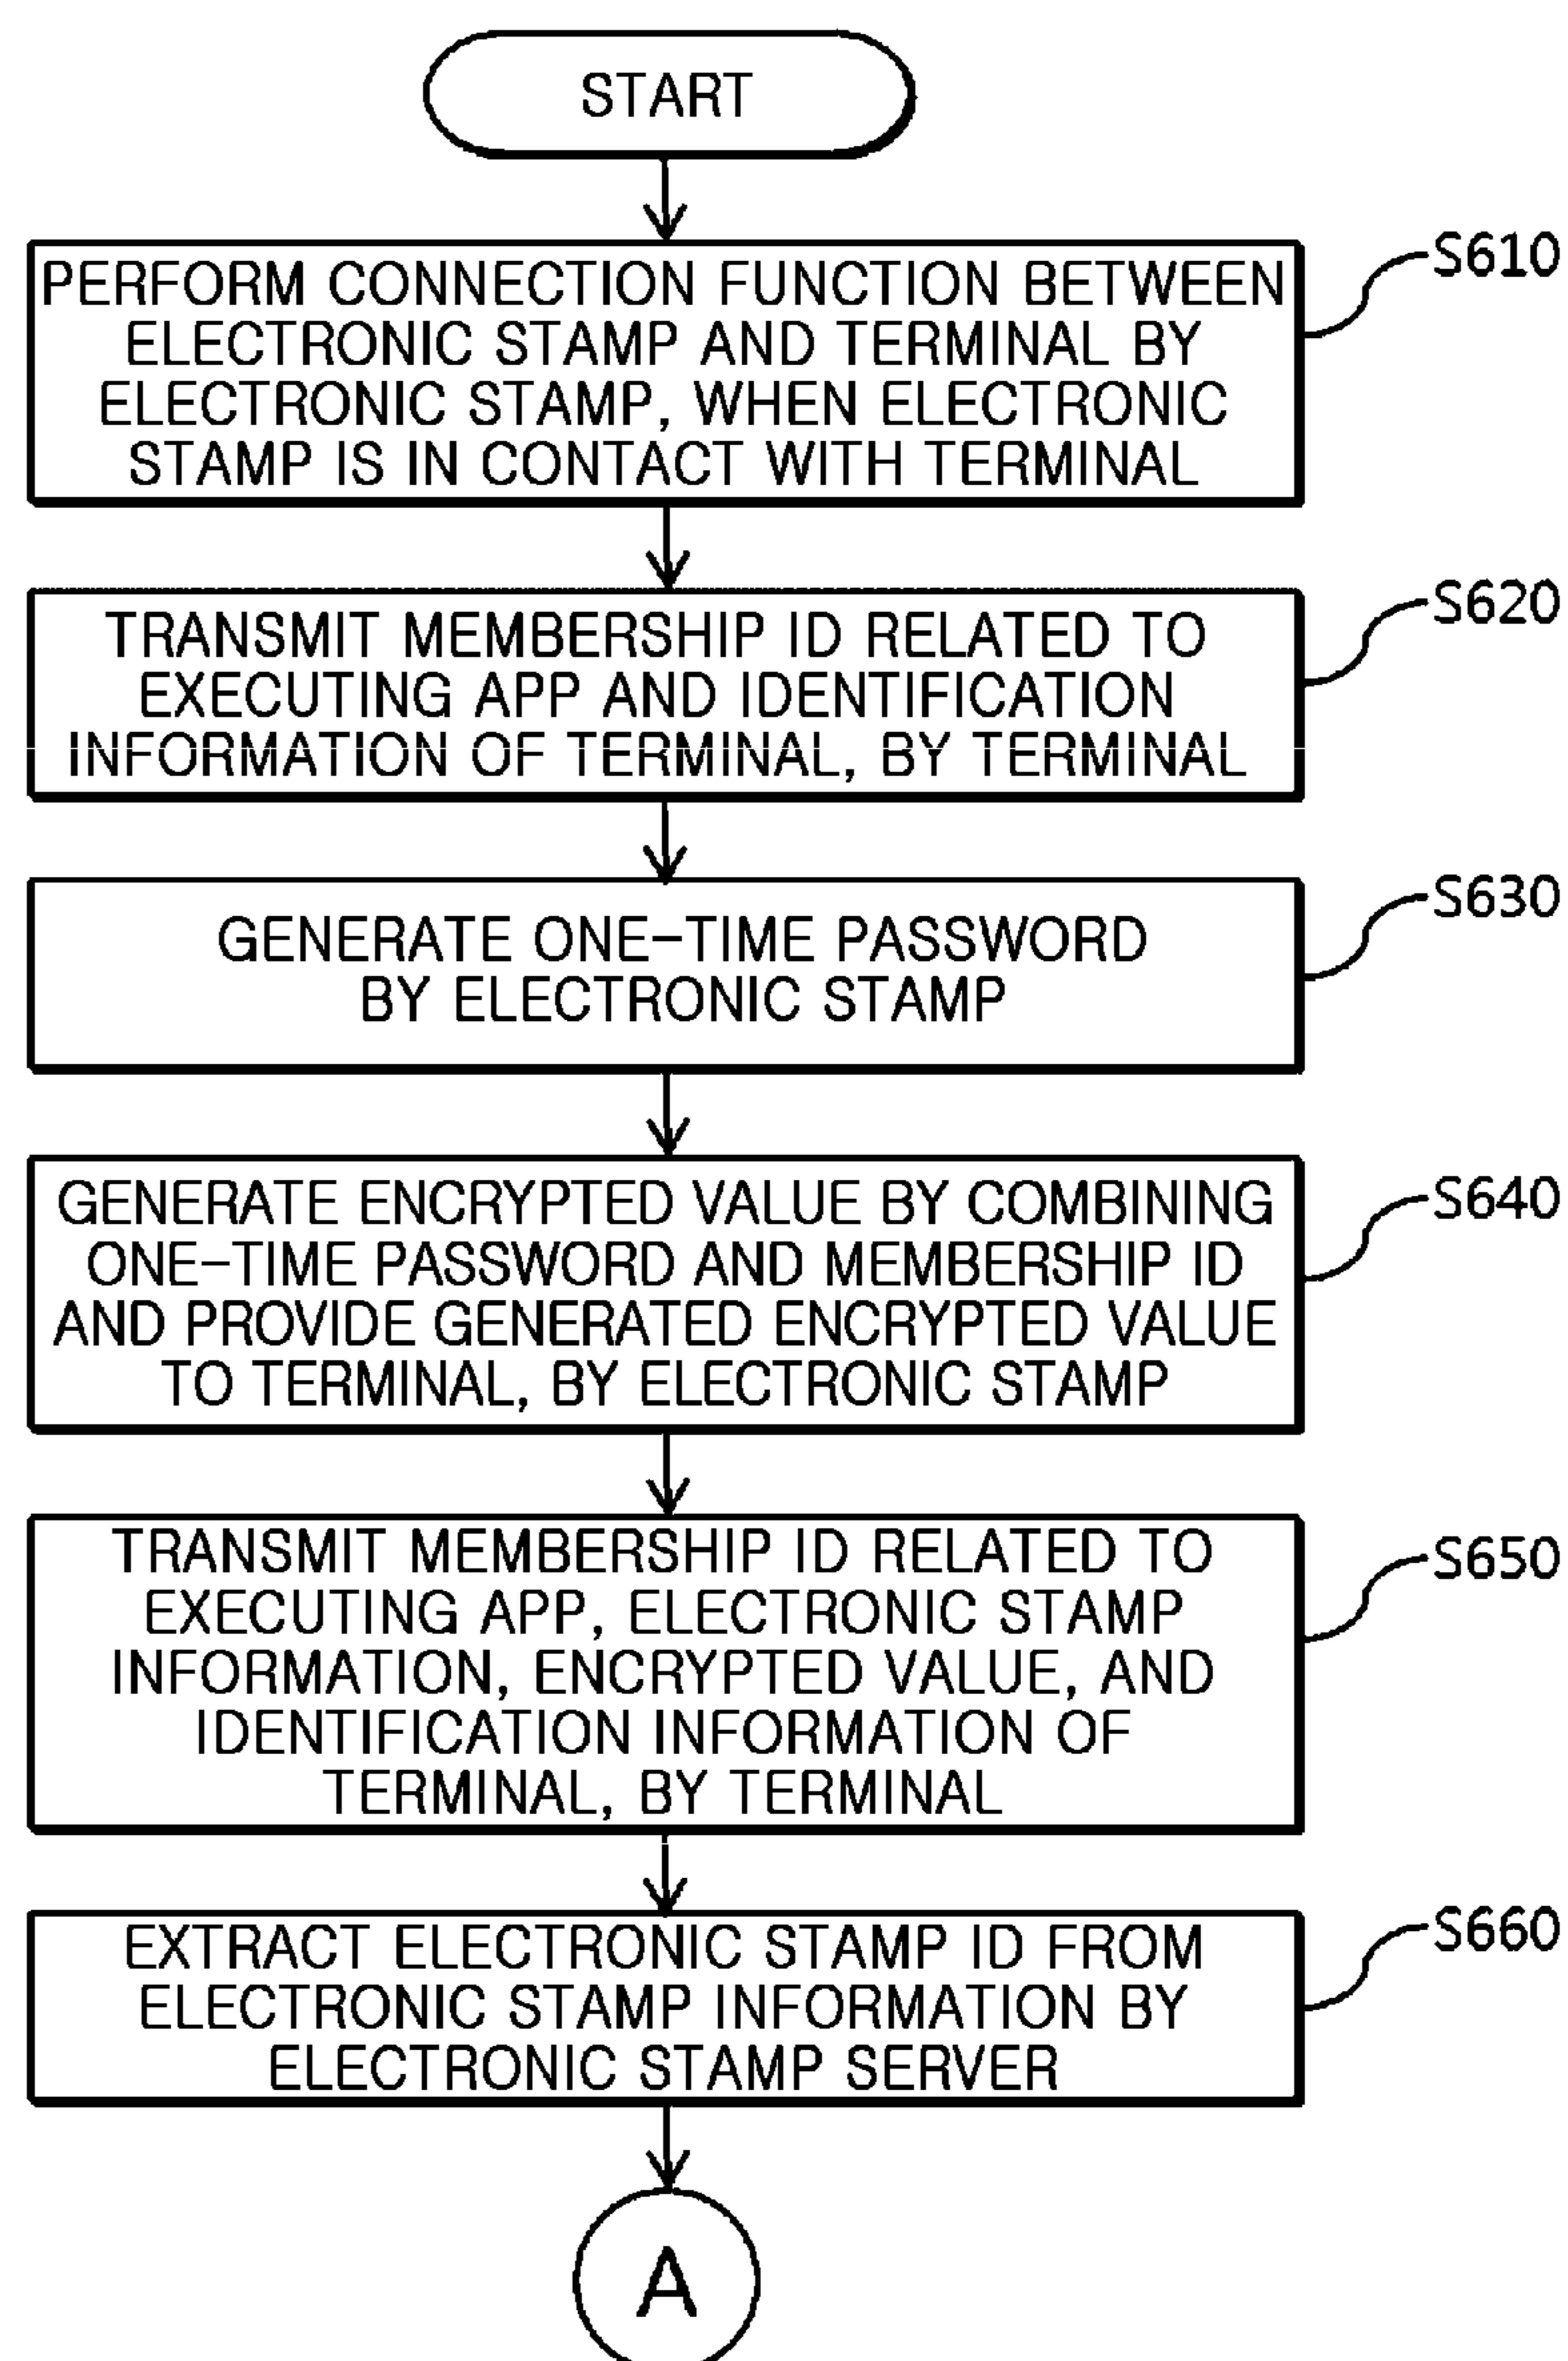 START
PERFORM CONNECTION FUNCTION BETWEEN
ELECTRONIC STAMP AND TERMINAL BY
ELECTRONIC STAMP, WHEN ELECTRONIC
STAMP IS IN CONTACT WITH TERMINAL
S610
TRANSMIT MEMBERSHIP ID RELATED TO
EXECUTING APP AND IDENTIFICATION
INFORMATION OF TERMINAL, BY TERMINAL
S620
GENERATE ONE-TIME PASSWORD
BY ELECTRONIC STAMP
S630
GENERATE ENCRYPTED VALUE BY COMBINING
ONE-TIME PASSWORD AND MEMBERSHIP ID
AND PROVIDE GENERATED ENCRYPTED VALUE
TO TERMINAL, BY ELECTRONIC STAMP
S640
TRANSMIT MEMBERSHIP ID RELATED TO
EXECUTING APP, ELECTRONIC STAMP
INFORMATION, ENCRYPTED VALUE, AND
IDENTIFICATION INFORMATION OF
TERMINAL, BY TERMINAL
S650
EXTRACT ELECTRONIC STAMP ID FROM
ELECTRONIC STAMP INFORMATION BY
ELECTRONIC STAMP SERVER
S660
A